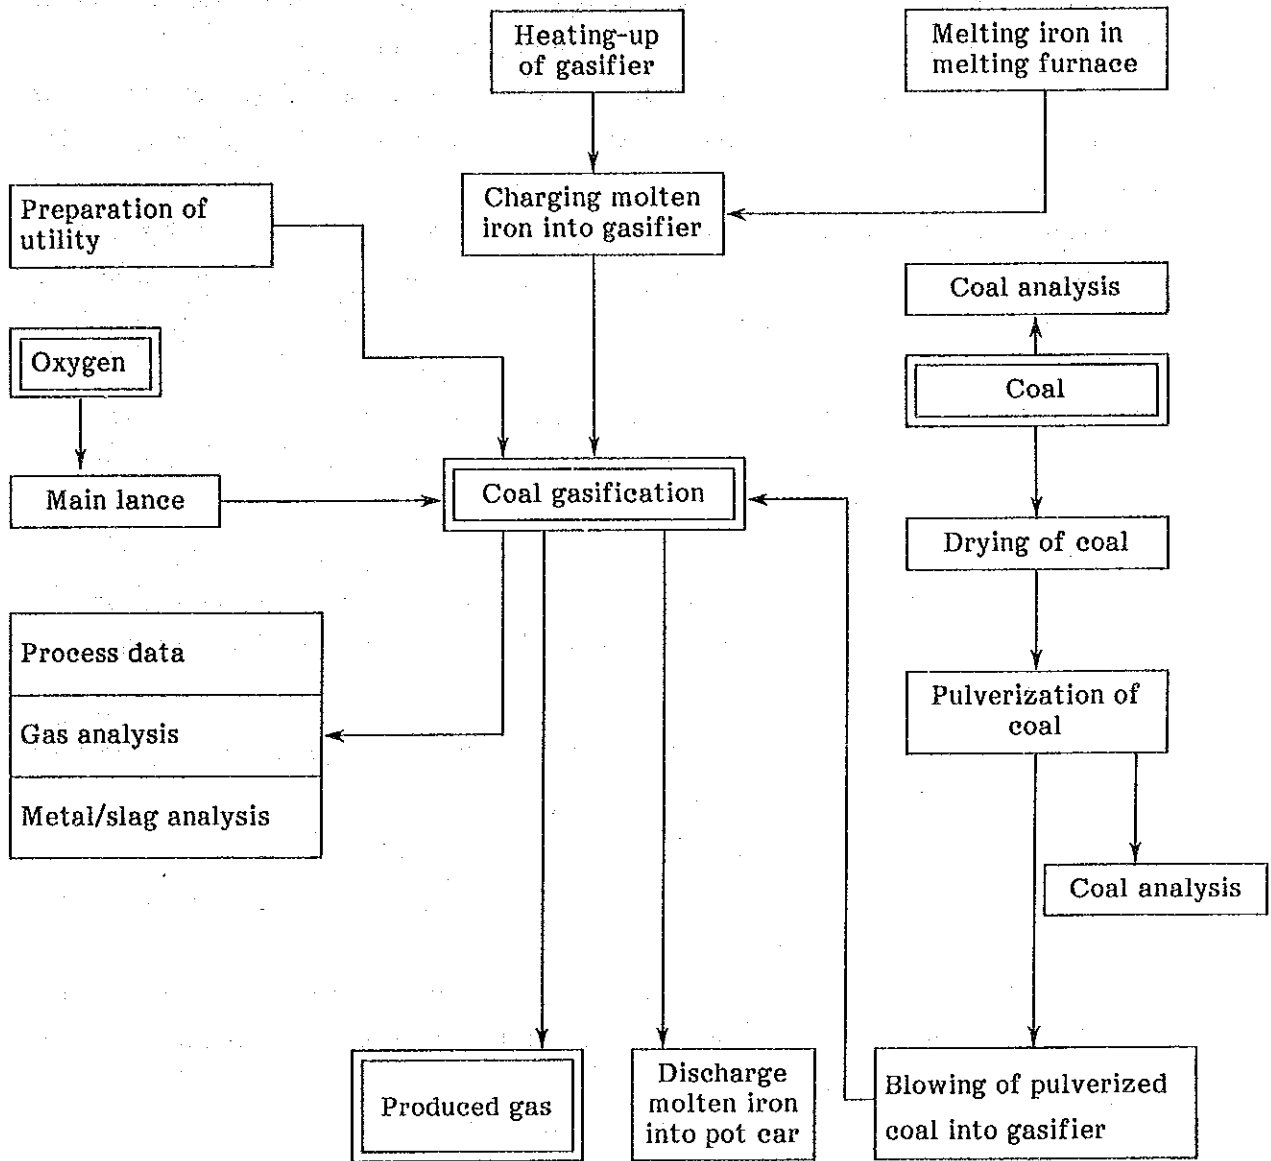 Heating-up
of gasifier
Melting iron in
melting furnace
Preparation of
utility
Charging molten
iron into gasifier
Coal analysis
Oxygen
Coal
Main lance
Coal gasification
Drying of coal
Process data
Gas analysis
Metal/slag analysis
Pulverization of
coal
Coal analysis
Produced gas
Discharge
molten iron
into pot car
Blowing of pulverized
coal into gasifier